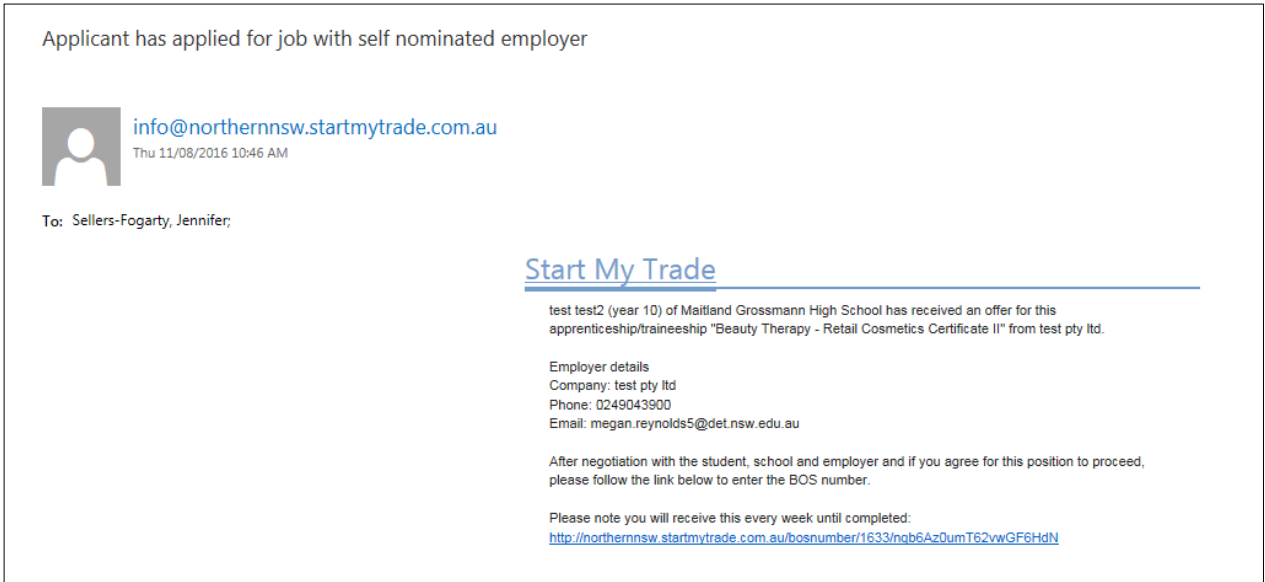 Applicant has applied for job with self nominated employer
info@northernnsw.startmytrade.com.au
Thu 11/08/2016 10:46 AM
To: Sellers-Fogarty, Jennifer;
Start My Trade
test test2 (year 10) of Maitland Grossmann High School has received an offer for this
apprenticeship/traineeship "Beauty Therapy - Retail Cosmetics Certificate II" from test pty ltd.
Employer details
Company: test pty ltd
Phone: 0249043900
Email: megan.reynolds5@det.nsw.edu.au
After negotiation with the student, school and employer and if you agree for this position to proceed,
please follow the link below to enter the BOS number.
Please note you will receive this every week until completed:
http://northernnsw.startmytrade.com.au/bosnumber/1633/nqb6Az0umT62vwGF6HdN